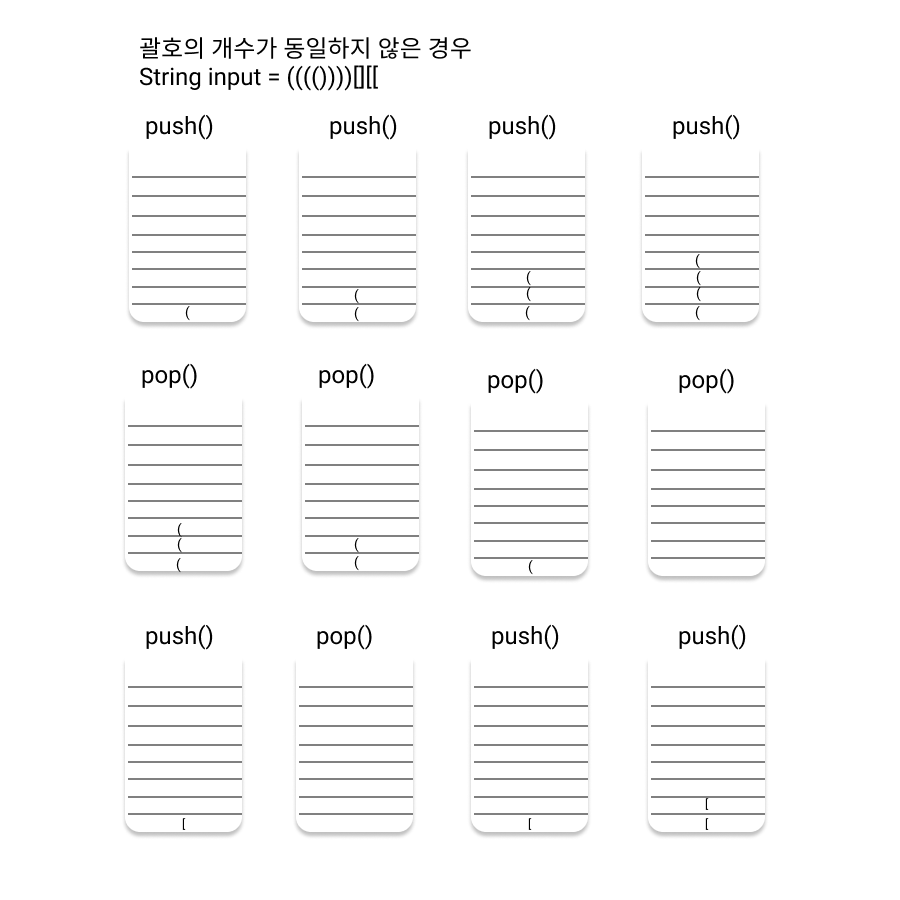 괄호의 개수가 동일하지 않은 경우
String input = (((())))[][[
push() push() push() push()
(
( (
( ( (
( ( ( (
pop() pop() pop() pop()
(
( (
( ( (
push() pop() push() push()
[
[ [ [